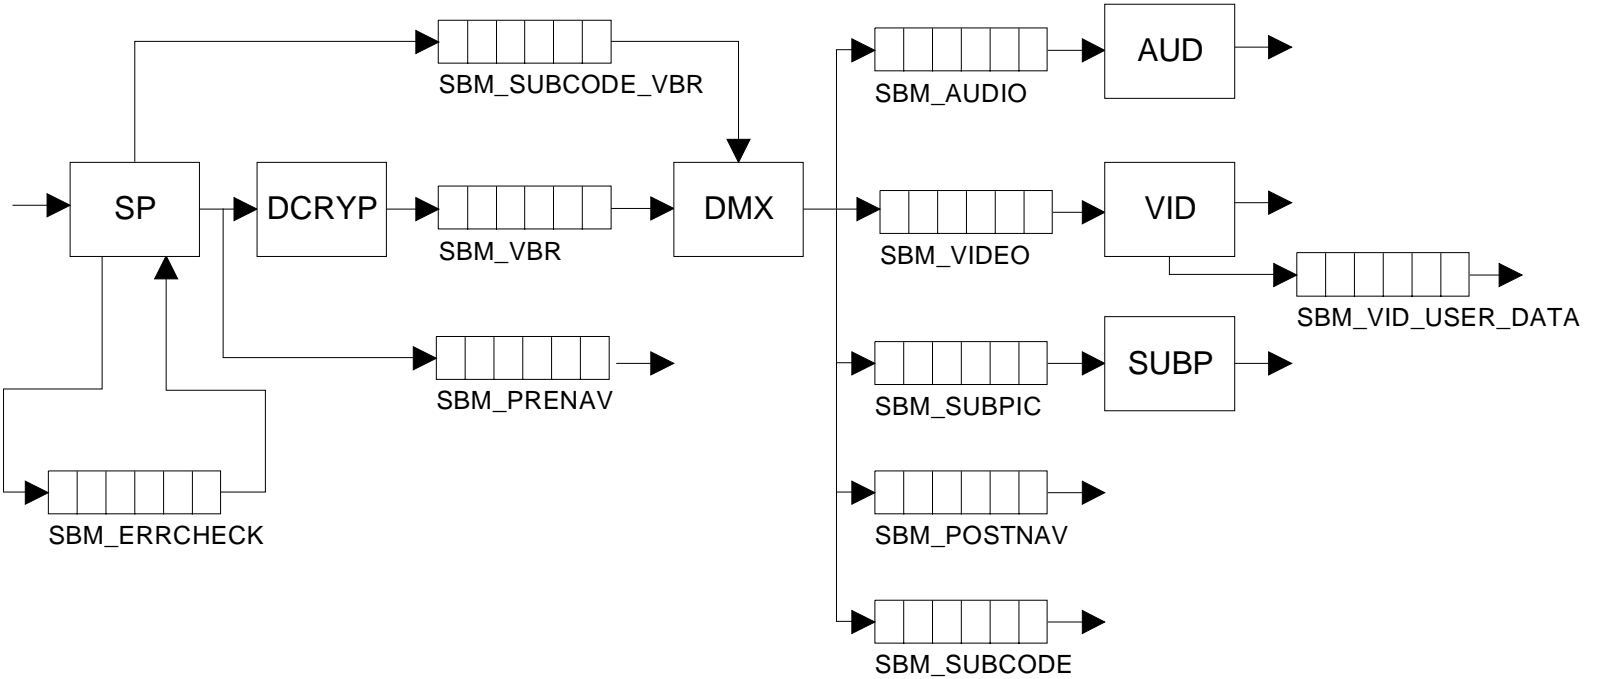 AUD
SBM_SUBCODE_VBR
SBM_AUDIO
SP
DCRYP
DMX
VID
SBM_VBR
SBM_VIDEO
SBM_VID_USER_DATA
SUBP
SBM_PRENAV
SBM_SUBPIC
SBM_ERRCHECK
SBM_POSTNAV
SBM_SUBCODE